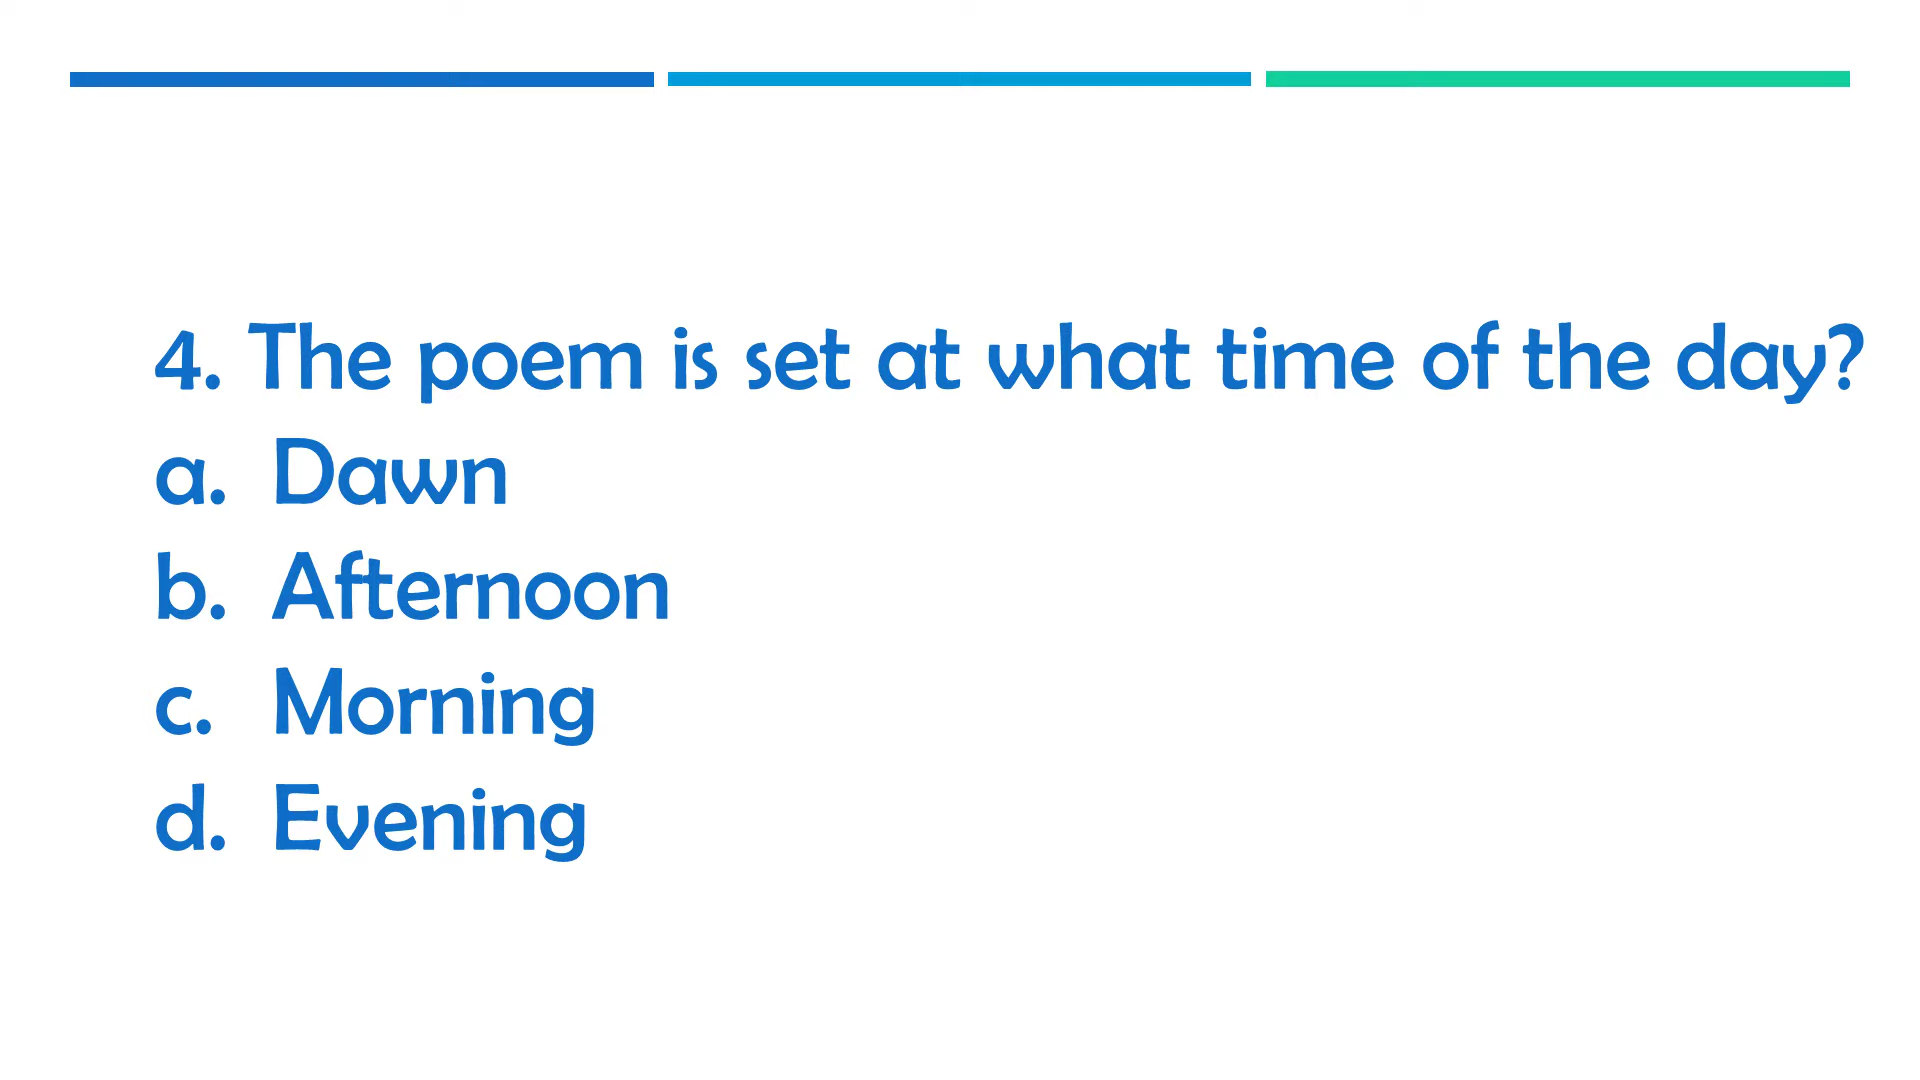 4. The poem is set at what time of the day?
a. Dawn
b. Afternoon
c. Morning
d. Evening